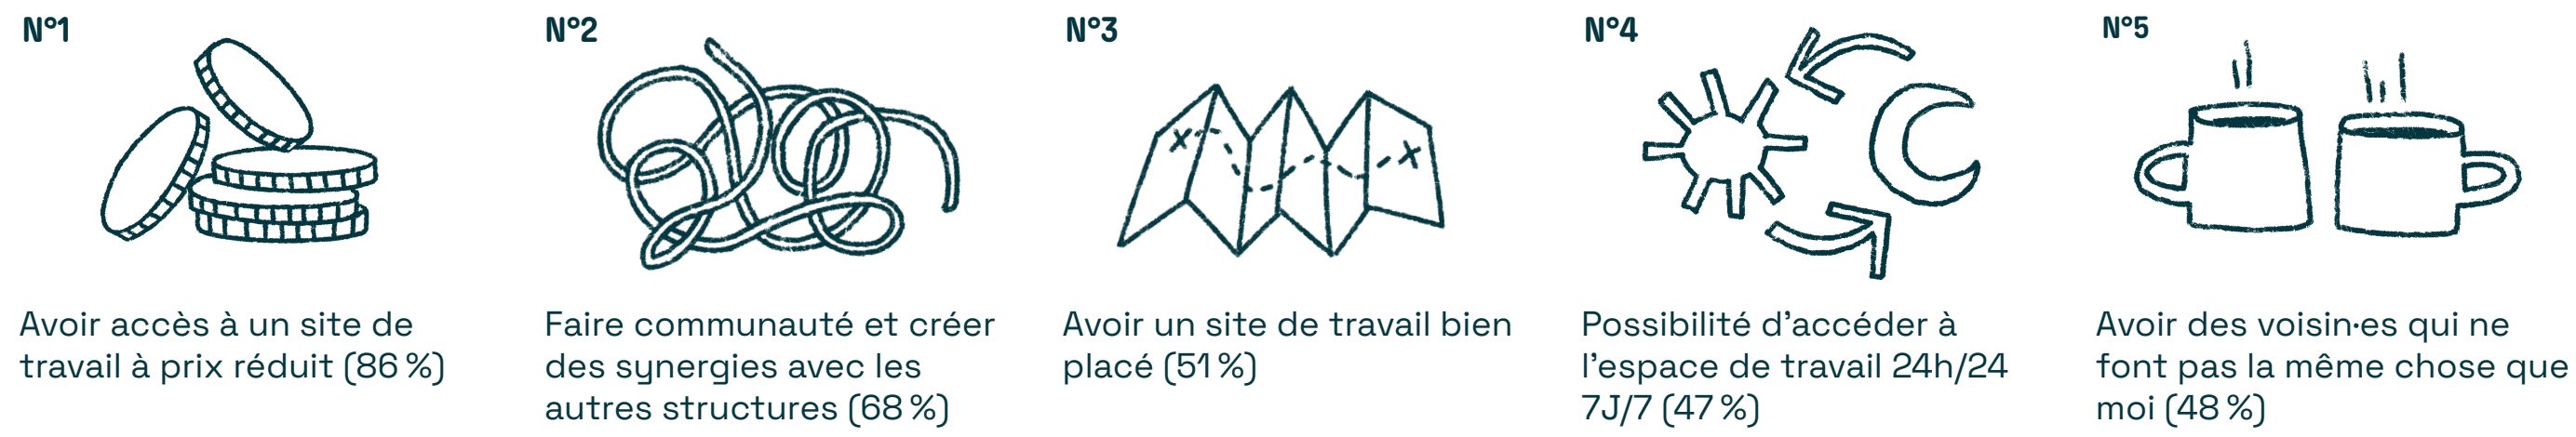 N°1
Avoir accès à un site de
travail à prix réduit (86 %)
N°2
Faire communauté et créer
des synergies avec les
autres structures (68 %)
N°3
Avoir un site de travail bien
placé (51 %)
N°4
Possibilité d’accéder à
l’espace de travail 24h/24
7J/7 (47 %)
N°5
Avoir des voisin·es qui ne
font pas la même chose que
moi (48 %)